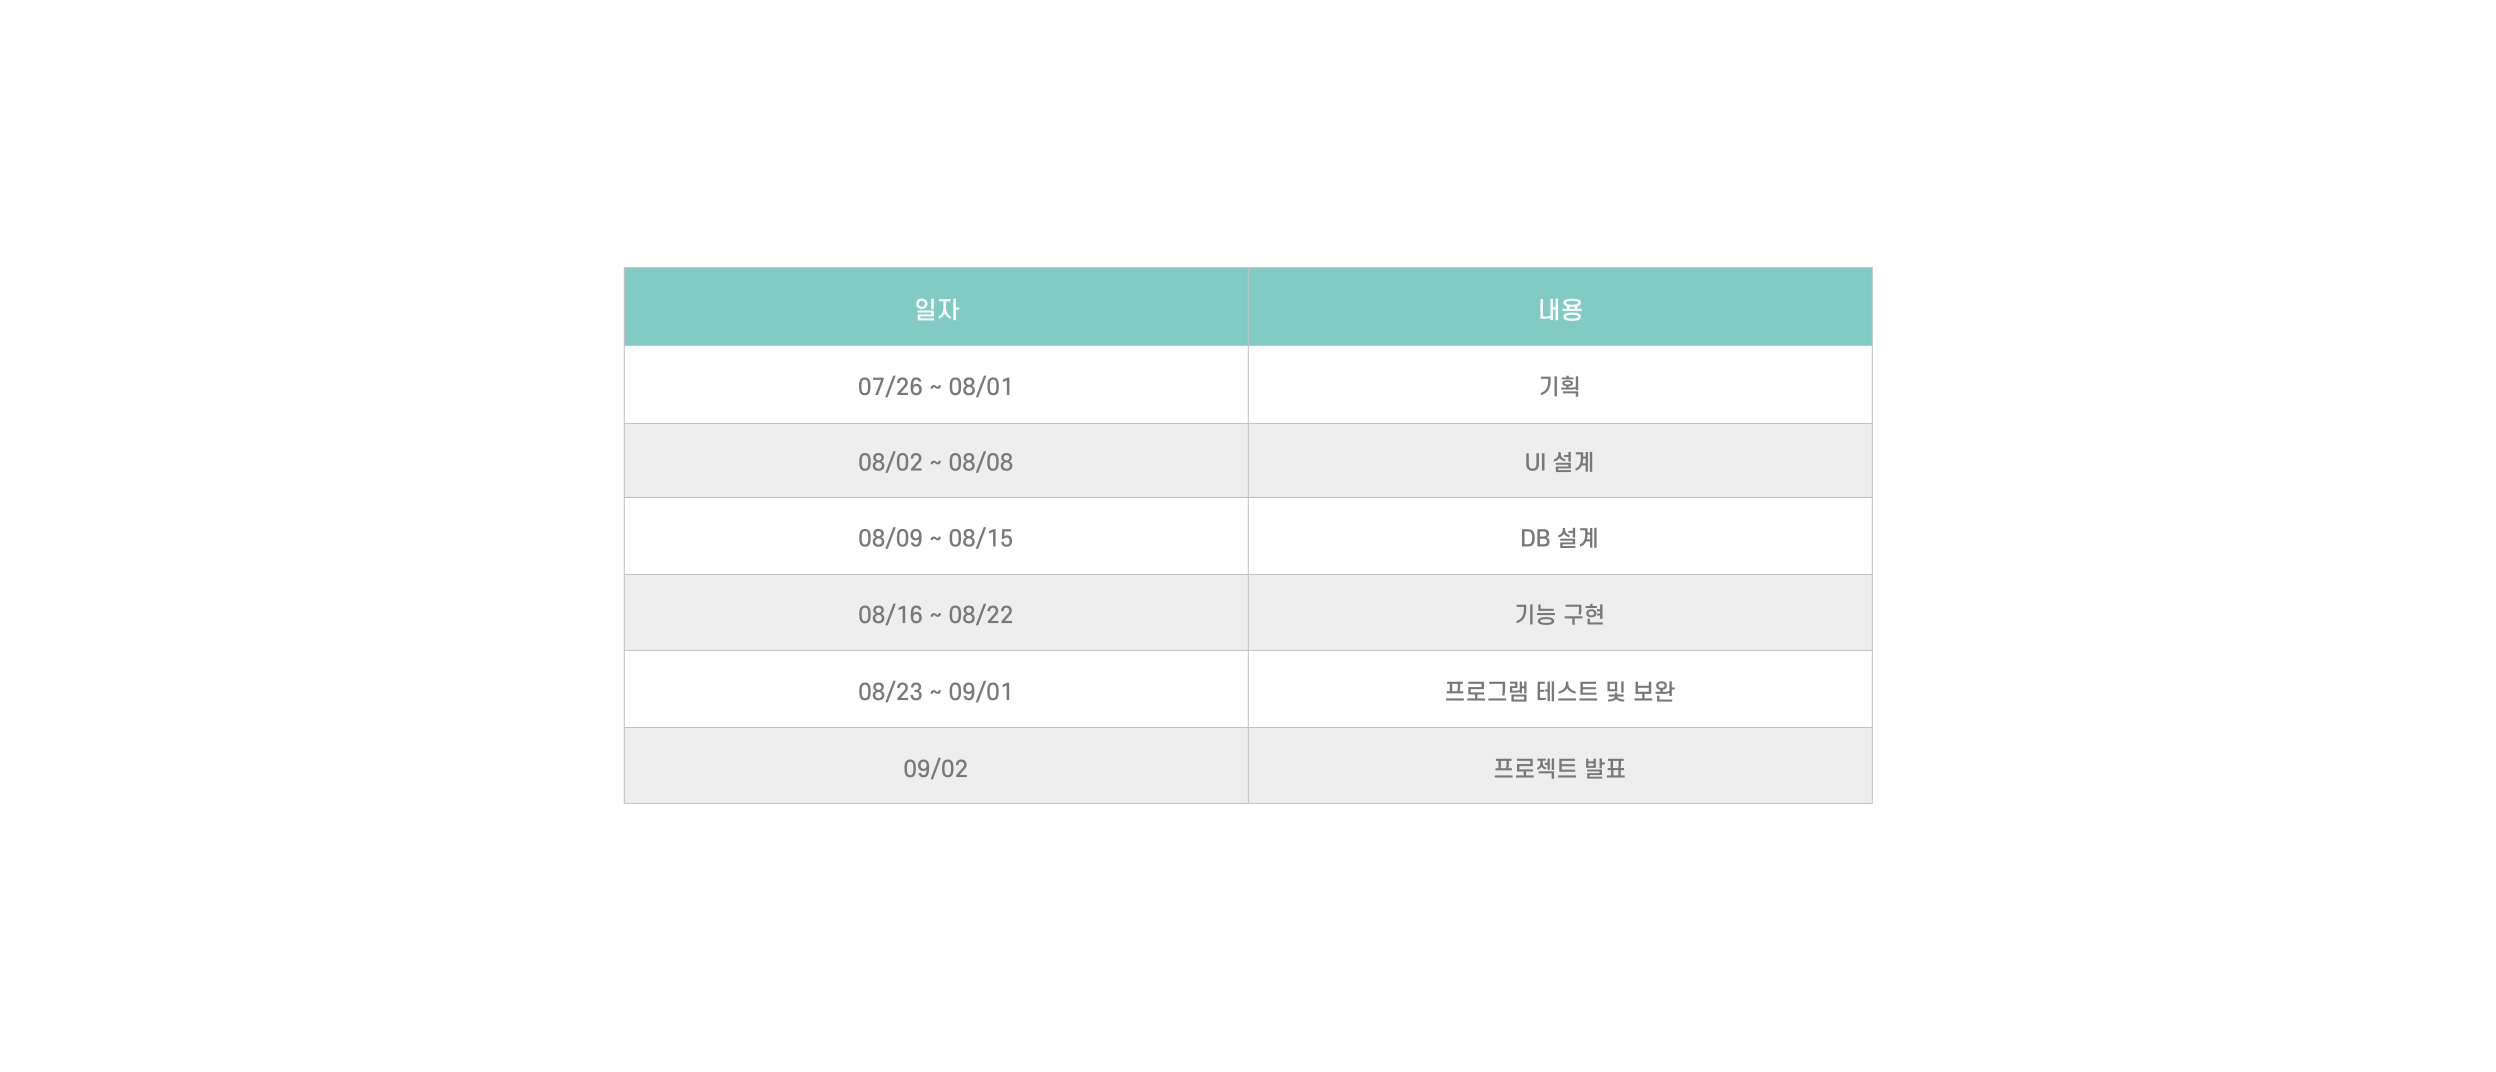 일자 내용
07/26 ~ 08/01 기획
08/02 ~ 08/08 UI 설계
08/09 ~ 08/15 DB 설계
08/16 ~ 08/22 기능 구현
08/23 ~ 09/01 프로그램 테스트 및 보완
09/02 프로젝트 발표